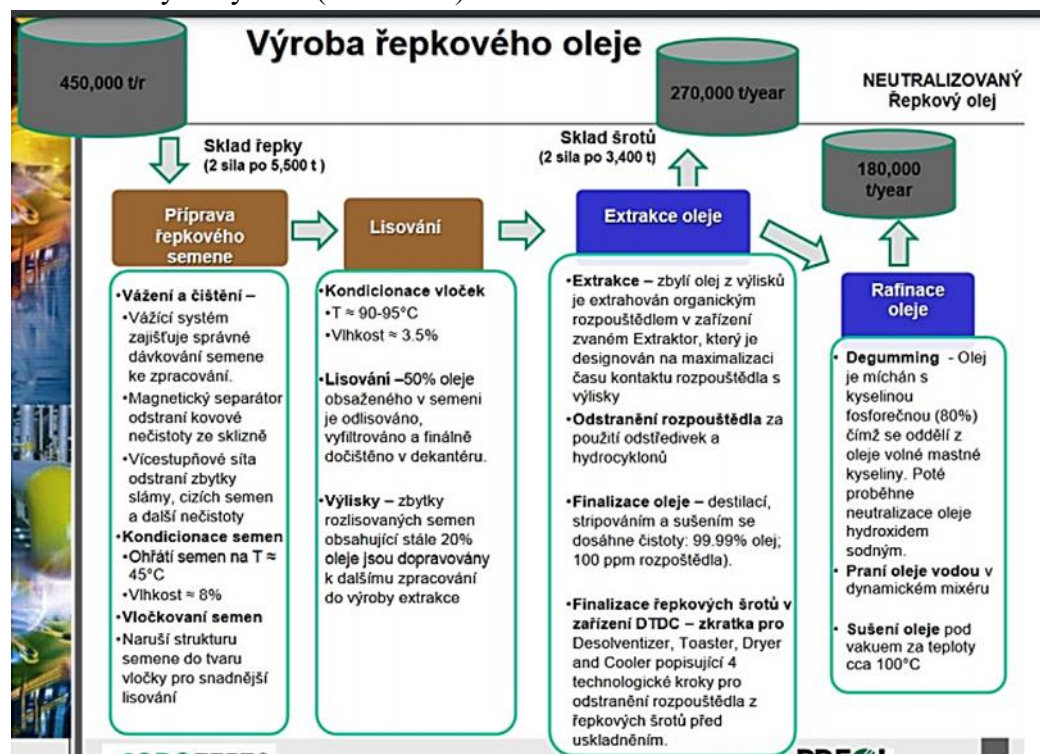 Výroba řepkového oleje
450,000 t/r
270,000 t/year
NEUTRALIZOVANÝ
Řepkový olej
Sklad řepky
(2 sila po 5,500 t )
Sklad šrotů
(2 sila po 3,400 t)
180,000
t/year
Příprava
řepkového
semene
•Vážení a čištění –
•Vážící systém
zajišťuje správné
dávkování semene
ke zpracování.
•Magnetický separátor
odstraní kovové
nečistoty ze sklizně
•Vícestupňové síta
odstraní zbytky
slámy, cizích semen
a další nečistoty
•Kondicionace semen
•Ohřátí semen na T ≈
45°C
•Vlhkost ≈ 8%
•Vločkovaní semen
•Naruší strukturu
semene do tvaru
vločky pro snadnější
lisování
Lisování
•Kondicionace vloček
•T ≈ 90-95°C
•Vlhkost ≈ 3.5%
•Lisování –50% oleje
obsaženého v semeni
je odlisováno,
vyfiltrováno a finálně
dočištěno v dekantéru.
•Výlisky – zbytky
rozlisovaných semen
obsahující stále 20%
oleje jsou dopravovány
k dalšímu zpracování
do výroby extrakce
Extrakce oleje
•Extrakce – zbylí olej z výlisků
je extrahován organickým
rozpouštědlem v zařízení
zvaném Extraktor, který je
designován na maximalizaci
času kontaktu rozpouštědla s
výlisky
•Odstranění rozpouštědla za
použití odstředivek a
hydrocyklonů
•Finalizace oleje – destilací,
stripováním a sušením se
dosáhne čistoty: 99.99% olej;
100 ppm rozpoštědla).
•Finalizace řepkových šrotů v
zařízení DTDC – zkratka pro
Desolventizer, Toaster, Dryer
and Cooler popisující 4
technologické kroky pro
odstranění rozpouštědla z
řepkových šrotů před
uskladněním.
Rafinace
oleje
• Degumming - Olej
je míchán s
kyselinou
fosforečnou (80%)
čímž se oddělí z
oleje volné mastné
kyseliny. Poté
proběhne
neutralizace oleje
hydroxidem
sodným.
• Praní oleje vodou v
dynamickém mixéru
• Sušení oleje pod
vakuem za teploty
cca 100°C